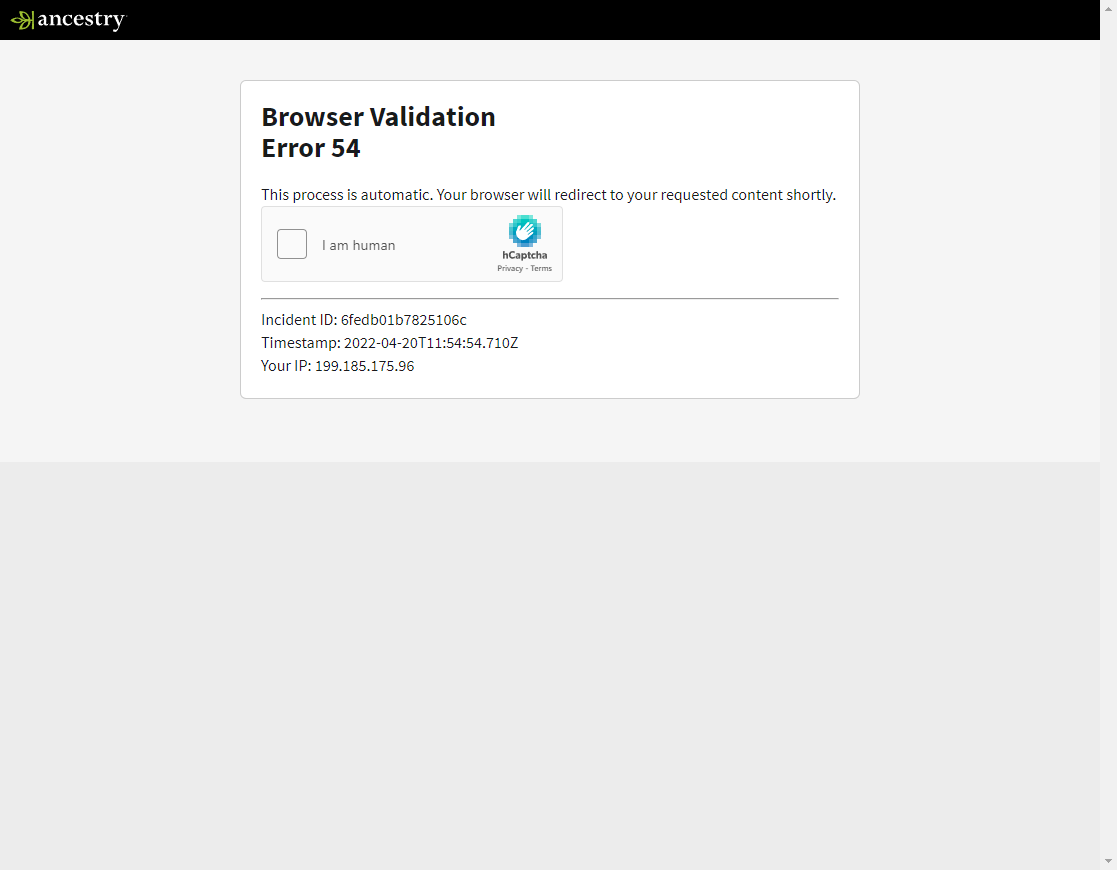 ancestry
Browser Validation
Error 54
This process is automatic. Your browser will redirect to your requested content shortly.
I am human
hCaptcha
Privacy - Terms
Incident ID: 6fedb01b7825106c
Timestamp: 2022-04-20T11:54:54.710Z
Your IP: 199.185.175.96